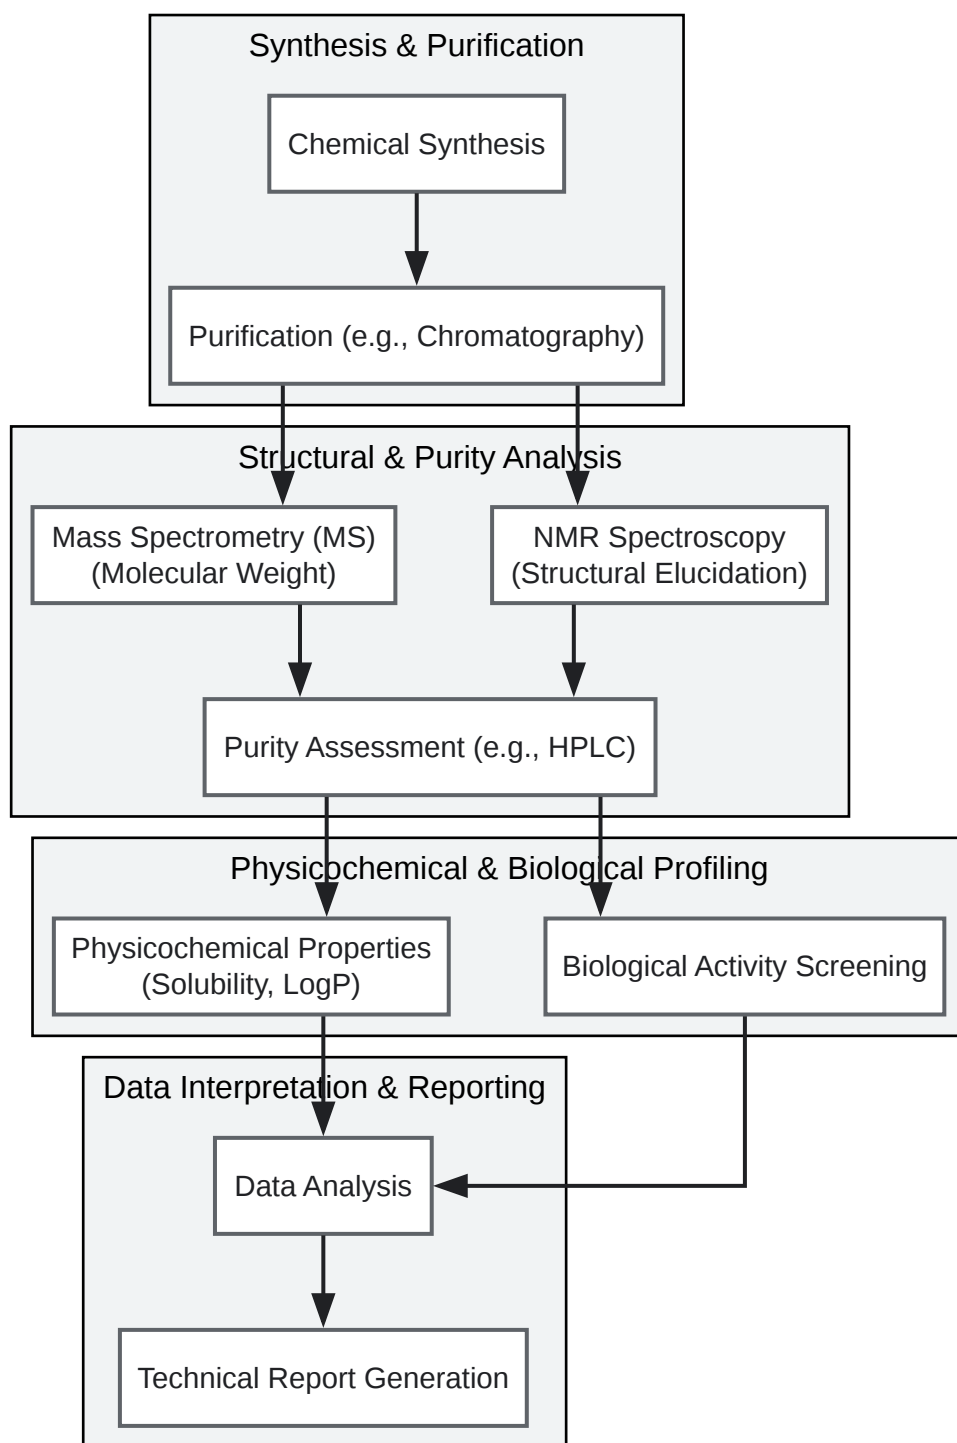 Synthesis & Purification
Chemical Synthesis
Purification (e.g., Chromatography)
Structural & Purity Analysis
Mass Spectrometry (MS)
(Molecular Weight)
NMR Spectroscopy
(Structural Elucidation)
Purity Assessment (e.g., HPLC)
Physicochemical & Biological Profiling
Physicochemical Properties
(Solubility, LogP)
Biological Activity Screening
Data Interpretation & Reporting
Data Analysis
Technical Report Generation